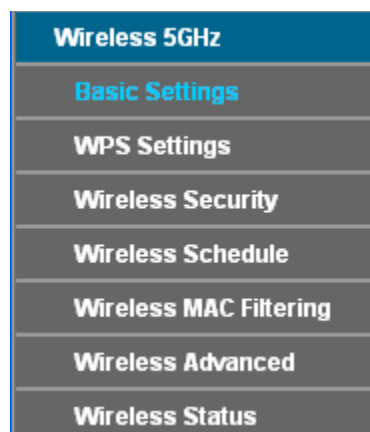 Wireless 5GHz
Basic Settings
WPS Settings
Wireless Security
Wireless Schedule
Wireless MAC Filtering
Wireless Advanced
Wireless Status